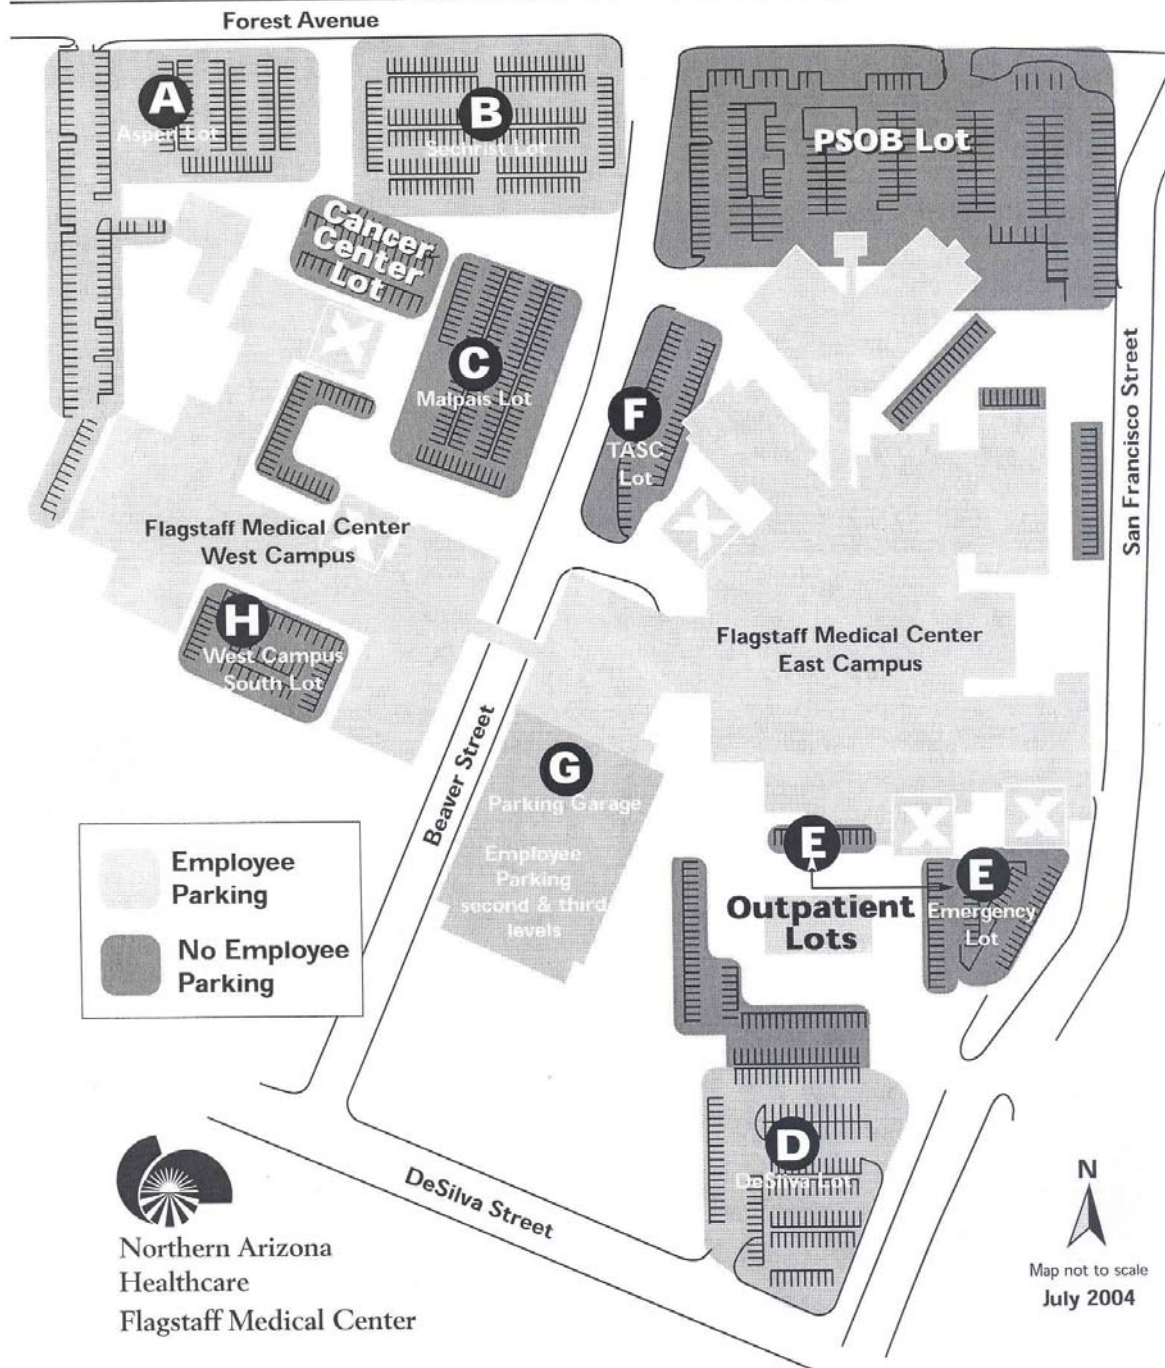 Forest Avenue
A
Aspen Lot
B
Sechrist Lot
PSOB Lot
Cancer
Center
Lot
C
Malpais Lot
F
TASC
Lot
San Francisco Street
Flagstaff Medical Center
West Campus
H
West Campus
South Lot
Flagstaff Medical Center
East Campus
Beaver Street
G
Parking Garage
Employee
Parking
second & third
levels
E
E
Outpatient
Lots
Emergency
Lot
Employee
Parking
No Employee
Parking
D
DeSilva Lot
DeSilva Street
Northern Arizona
Healthcare
Flagstaff Medical Center
N
Map not to scale
July 2004